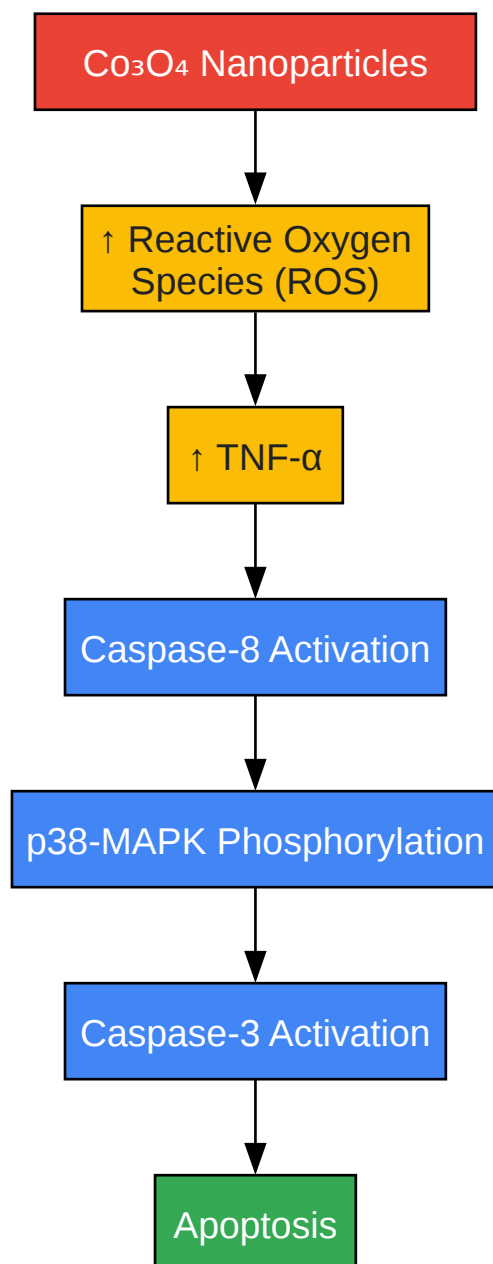 Co₃O₄ Nanoparticles
↑ Reactive Oxygen
Species (ROS)
↑ TNF-α
Caspase-8 Activation
p38-MAPK Phosphorylation
Caspase-3 Activation
Apoptosis